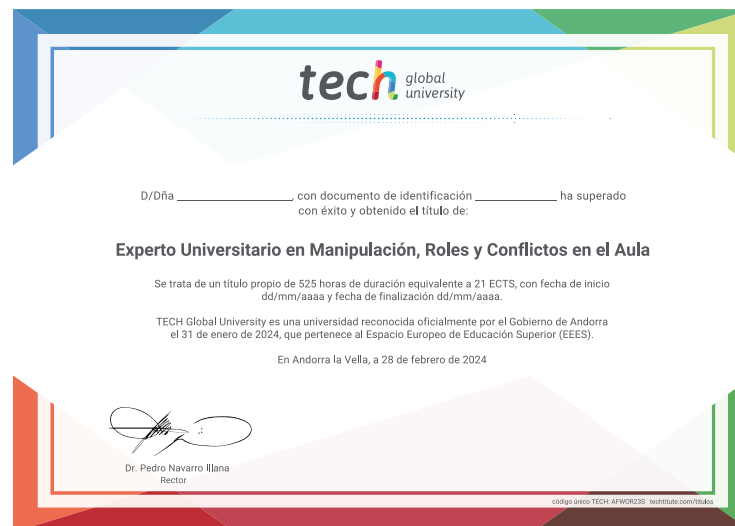 tech global university
D/Dña ____________________, con documento de identificación ______________ ha superado
con éxito y obtenido el título de:
Experto Universitario en Manipulación, Roles y Conflictos en el Aula
Se trata de un título propio de 525 horas de duración equivalente a 21 ECTS, con fecha de inicio
dd/mm/aaaa y fecha de finalización dd/mm/aaaa.
TECH Global University es una universidad reconocida oficialmente por el Gobierno de Andorra
el 31 de enero de 2024, que pertenece al Espacio Europeo de Educación Superior (EEES).
En Andorra la Vella, a 28 de febrero de 2024
Dr. Pedro Navarro Illana
Rector
código único TECH: AFWOR23S techtitute.com/titulos